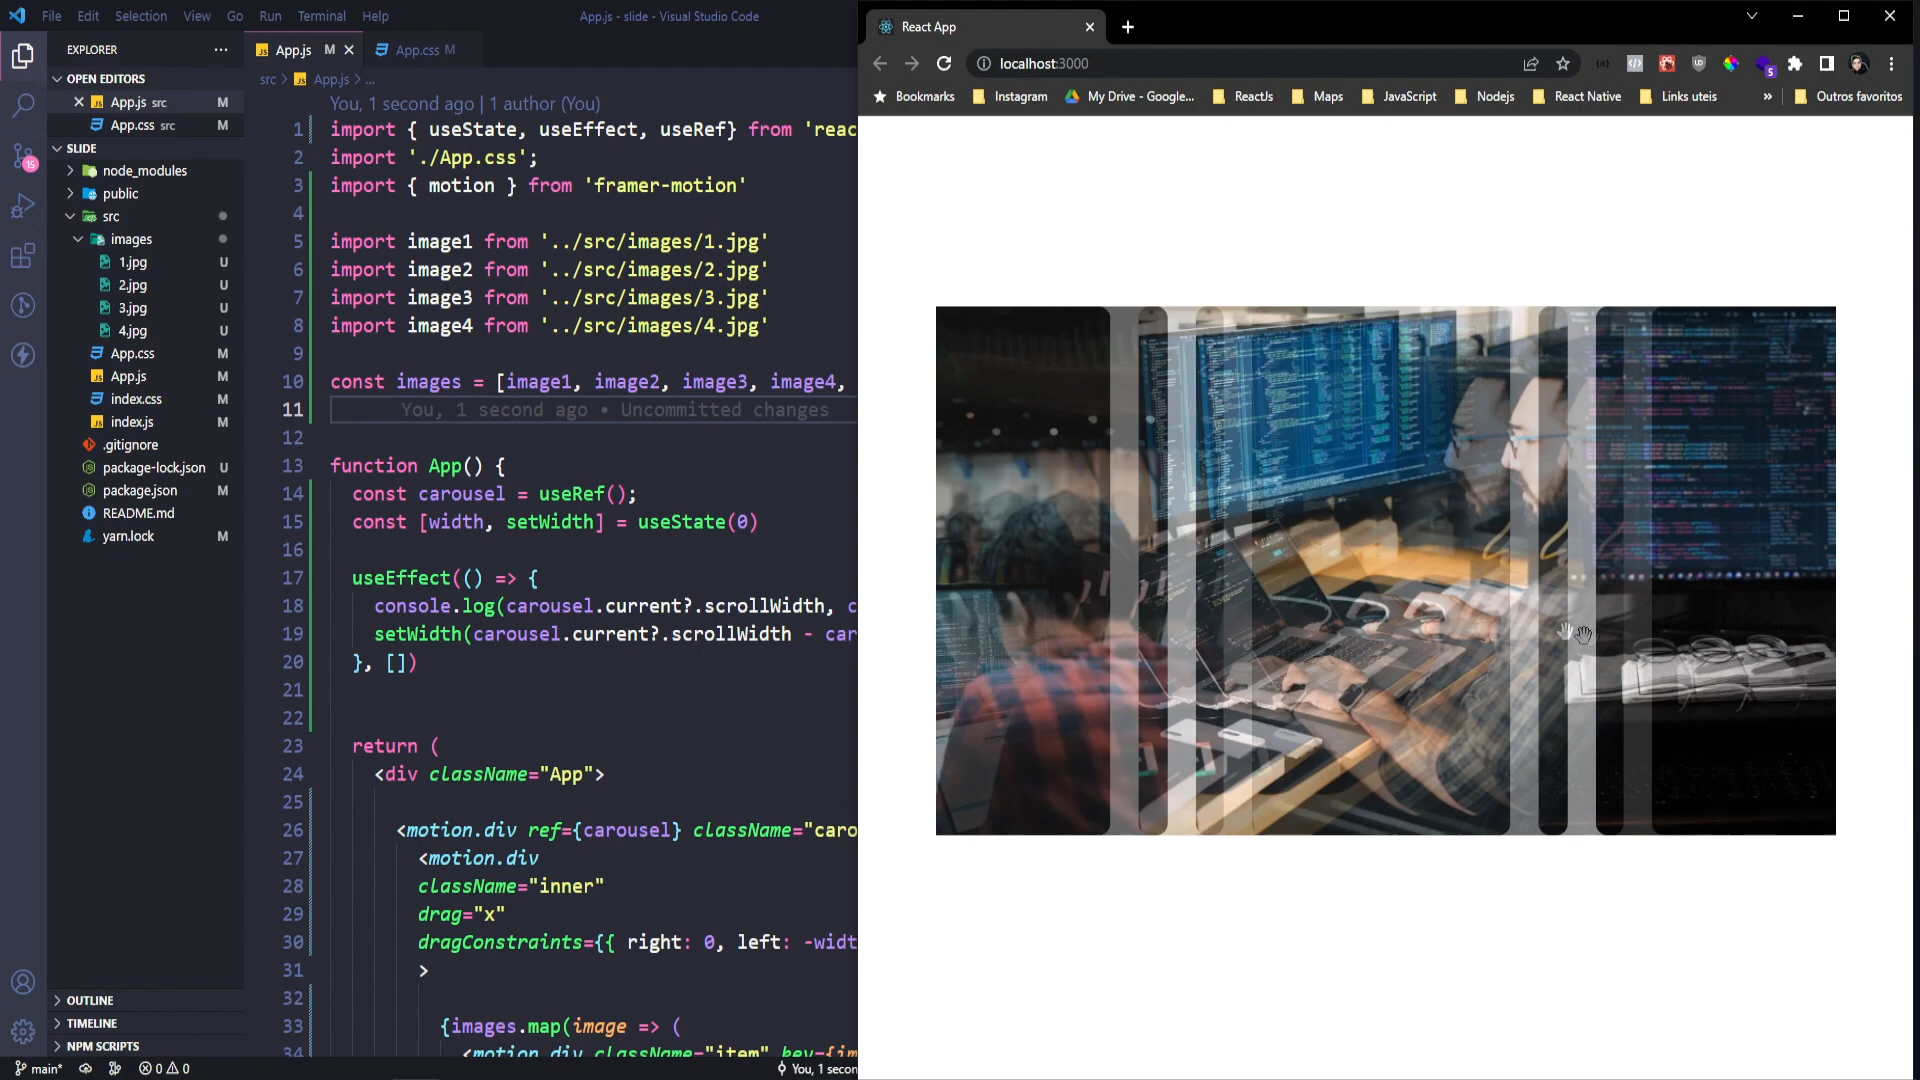 File Edit Selection View Go Run Terminal Help
App.js - slide - Visual Studio Code
EXPLORER
OPEN EDITORS
App.js src M
App.css src M
SLIDE
node_modules
public
src
images
1.jpg U
2.jpg U
3.jpg U
4.jpg U
App.css M
App.js M
index.css M
index.js M
.gitignore
package-lock.json U
package.json M
README.md
yarn.lock M
OUTLINE
TIMELINE
NPM SCRIPTS
15
App.js M
App.css M
src > App.js > ...
You, 1 second ago | 1 author (You)
1 import { useState, useEffect, useRef} from 'reac
2 import './App.css';
3 import { motion } from 'framer-motion'
4
5 import image1 from '../src/images/1.jpg'
6 import image2 from '../src/images/2.jpg'
7 import image3 from '../src/images/3.jpg'
8 import image4 from '../src/images/4.jpg'
9
10 const images = [image1, image2, image3, image4,
11 You, 1 second ago • Uncommitted changes
12
13 function App() {
14 const carousel = useRef();
15 const [width, setWidth] = useState(0)
16
17 useEffect(() => {
18 console.log(carousel.current?.scrollWidth, c
19 setWidth(carousel.current?.scrollWidth - car
20 }, [])
21
22
23 return (
24 <div className="App">
25
26 <motion.div ref={carousel} className="caro
27 <motion.div
28 className="inner"
29 drag="x"
30 dragConstraints={{ right: 0, left: -widt
31 >
32
33 {images.map(image => (
34 <motion.div className="item" key={im
main* 0 0 You, 1 secon
React App
localhost:3000
5
Bookmarks Instagram My Drive - Google... ReactJs Maps JavaScript Nodejs React Native Links uteis » Outros favoritos